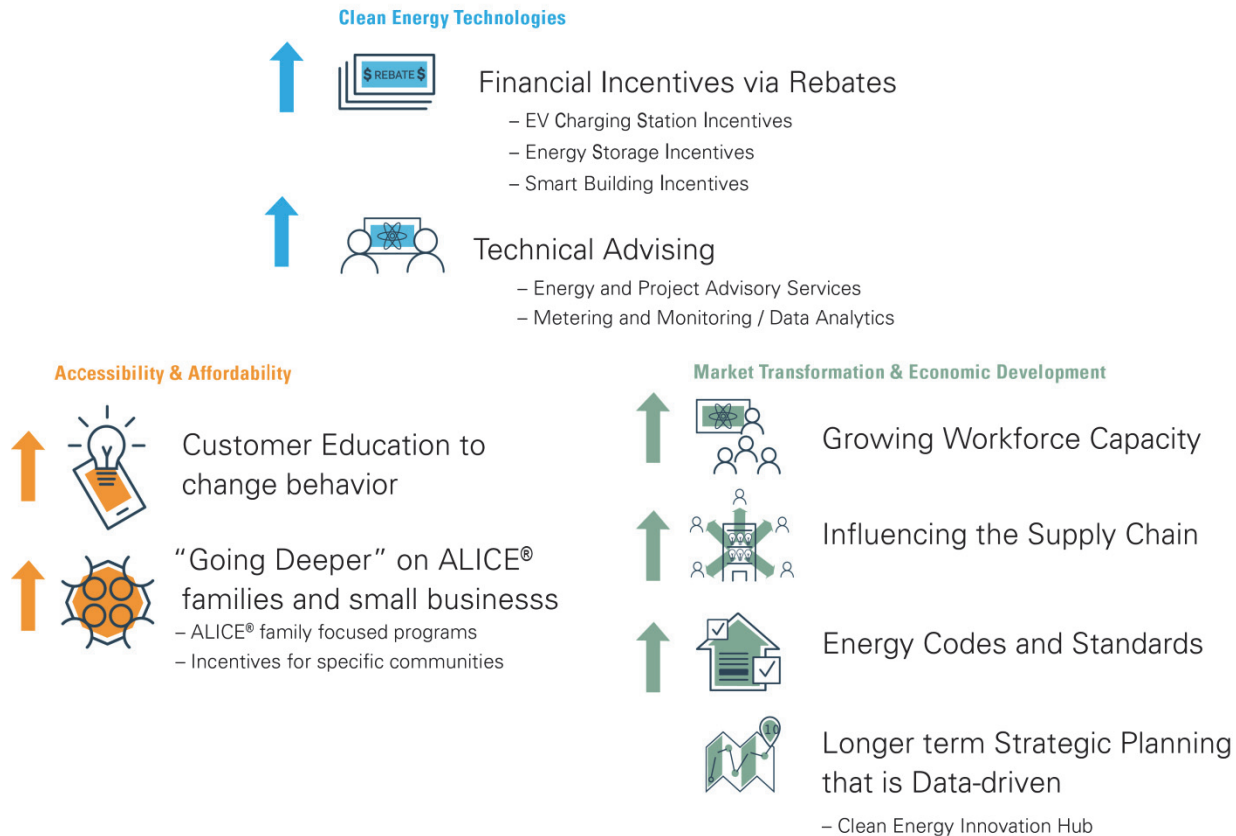 Clean Energy Technologies
$ REBATE $
Financial Incentives via Rebates
– EV Charging Station Incentives
– Energy Storage Incentives
– Smart Building Incentives
Technical Advising
– Energy and Project Advisory Services
– Metering and Monitoring / Data Analytics
Accessibility & Affordability
Customer Education to
change behavior
“Going Deeper” on ALICE®
families and small businesss
– ALICE® family focused programs
– Incentives for specific communities
Market Transformation & Economic Development
Growing Workforce Capacity
Influencing the Supply Chain
Energy Codes and Standards
10
Longer term Strategic Planning
that is Data-driven
– Clean Energy Innovation Hub